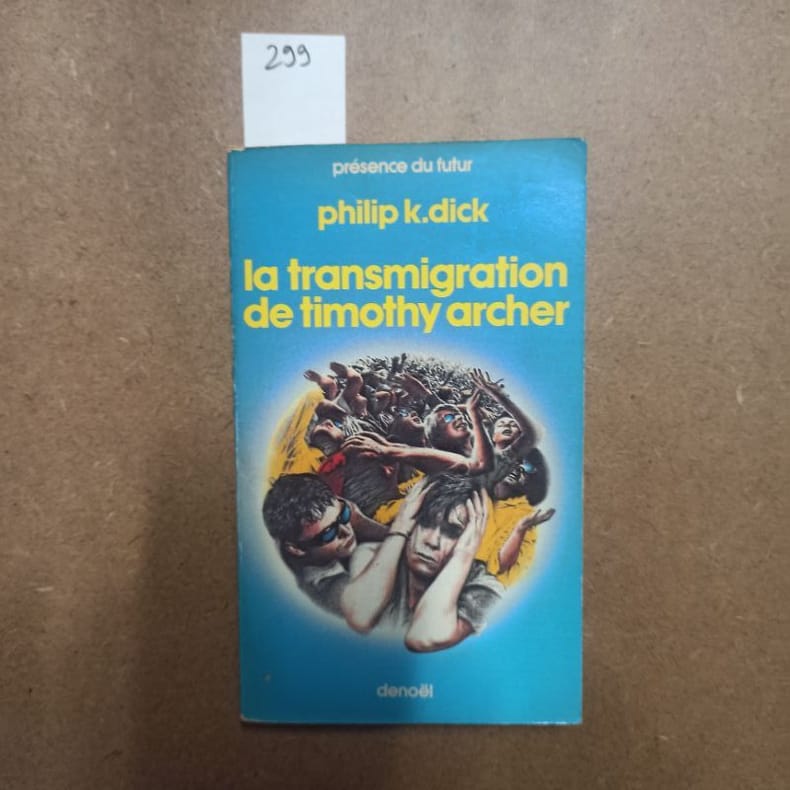 299
présence du futur
philip k.dick
la transmigration
de timothy archer
denoël